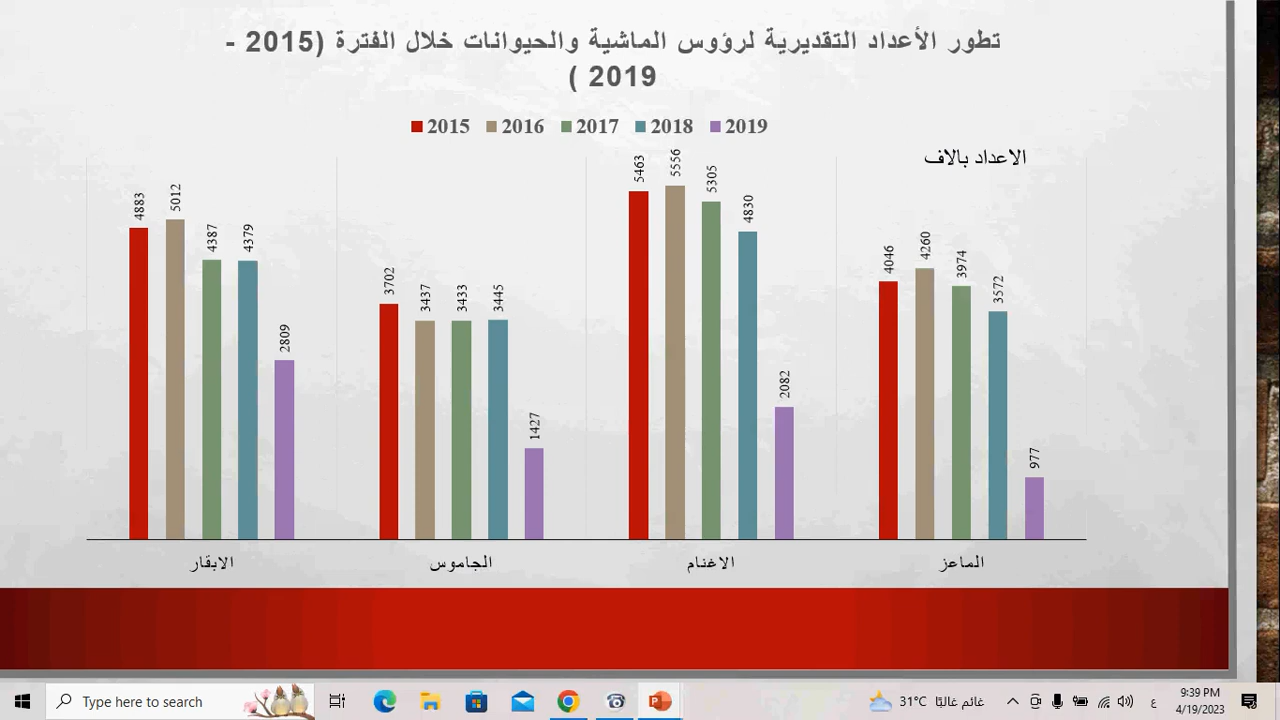 تطور الأعداد التقديرية لرؤوس الماشية والحيوانات خلال الفترة (2015 -
2019 )
2015 2016 2017 2018 2019
الاعداد بالاف
4883 5012 4387 4379 2809
3702 3437 3433 3445 1427
5463 5556 5305 4830 2082
4046 4260 3974 3572 977
الابقار الجاموس الاغنام الماعز
Type here to search
31°C غائم غالبًا
ع
9:39 PM
4/19/2023